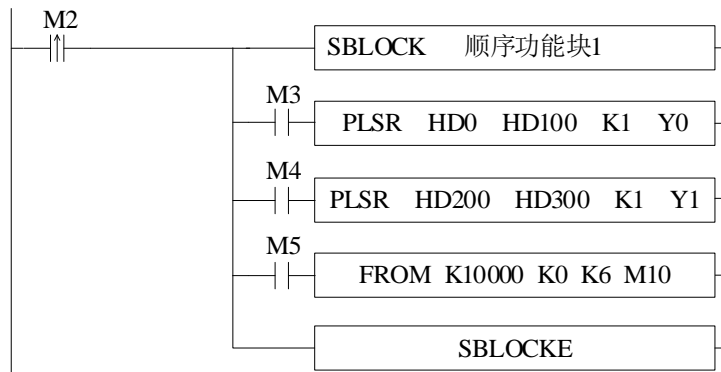 M2
SBLOCK 顺序功能块1
M3
PLSR HD0 HD100 K1 Y0
M4
PLSR HD200 HD300 K1 Y1
M5
FROM K10000 K0 K6 M10
SBLOCKE